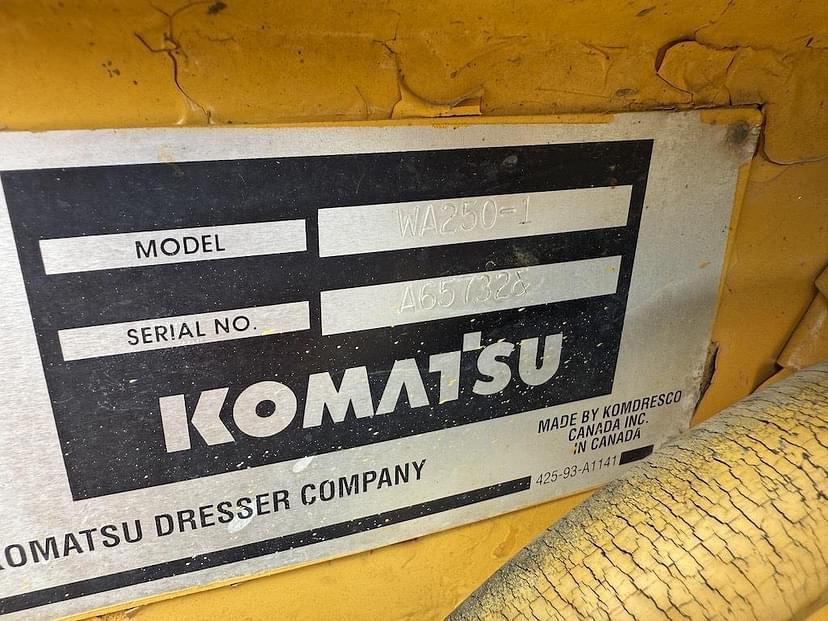 MODEL WA250-1
SERIAL NO. A65732&
KOMATSU
MADE BY KOMDRESCO
CANADA INC.
IN CANADA
425-93-A1141
KOMATSU DRESSER COMPANY